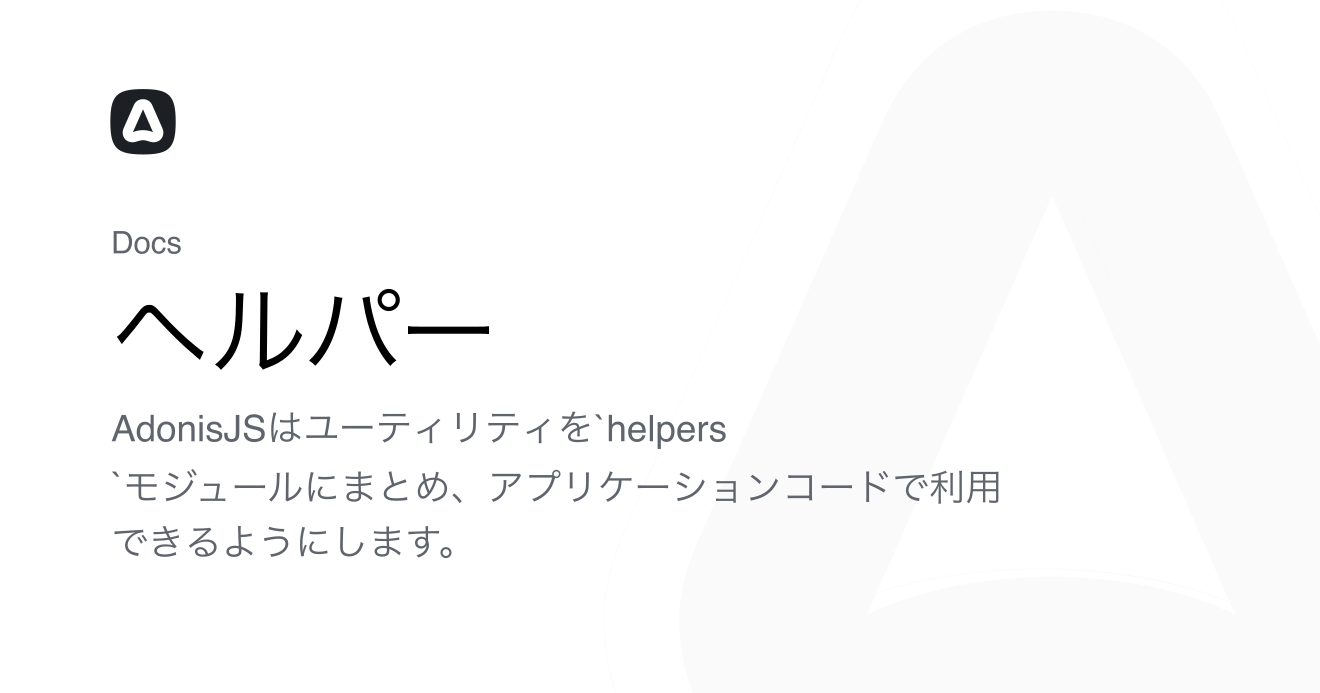 Docs
ヘルパー
AdonisJSはユーティリティを`helpers
`モジュールにまとめ、アプリケーションコードで利用
できるようにします。